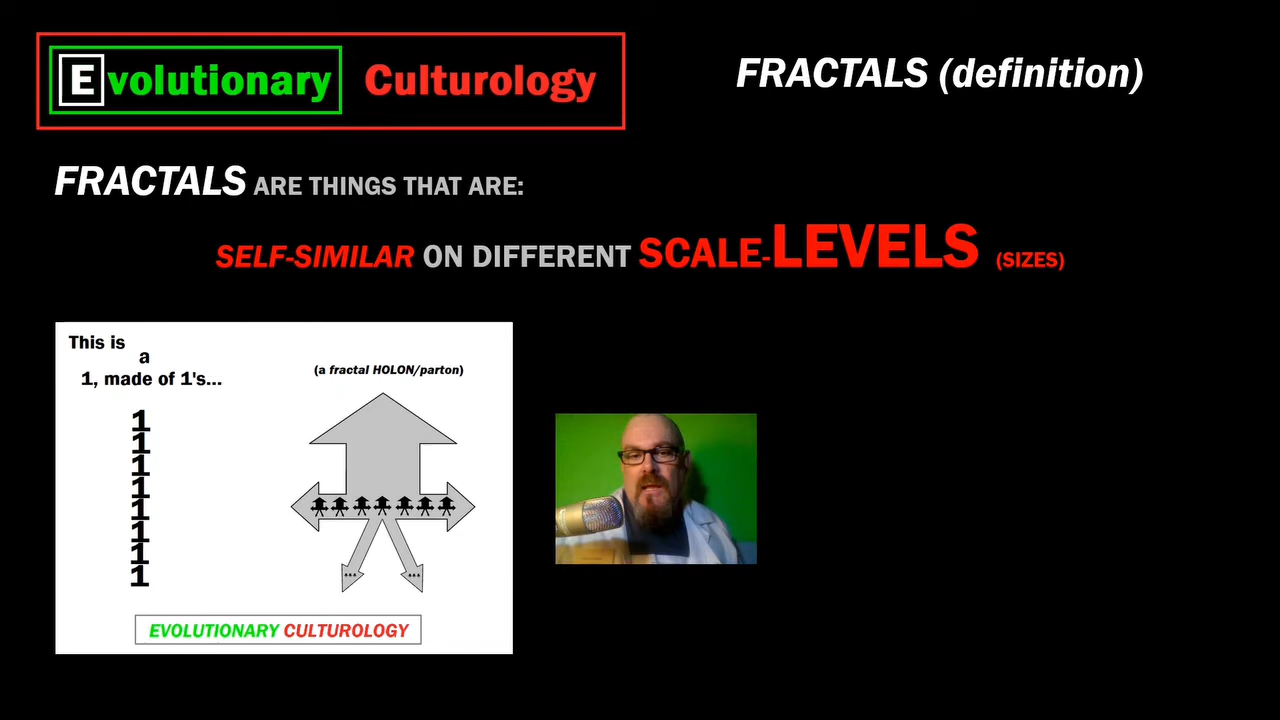 Evolutionary Culturology
FRACTALS (definition)
FRACTALS ARE THINGS THAT ARE:
SELF-SIMILAR ON DIFFERENT SCALE-LEVELS (SIZES)
This is
a
1, made of 1's...
(a fractal HOLON/parton)
1
1
1
1
1
1
1
1
EVOLUTIONARY CULTUROLOGY